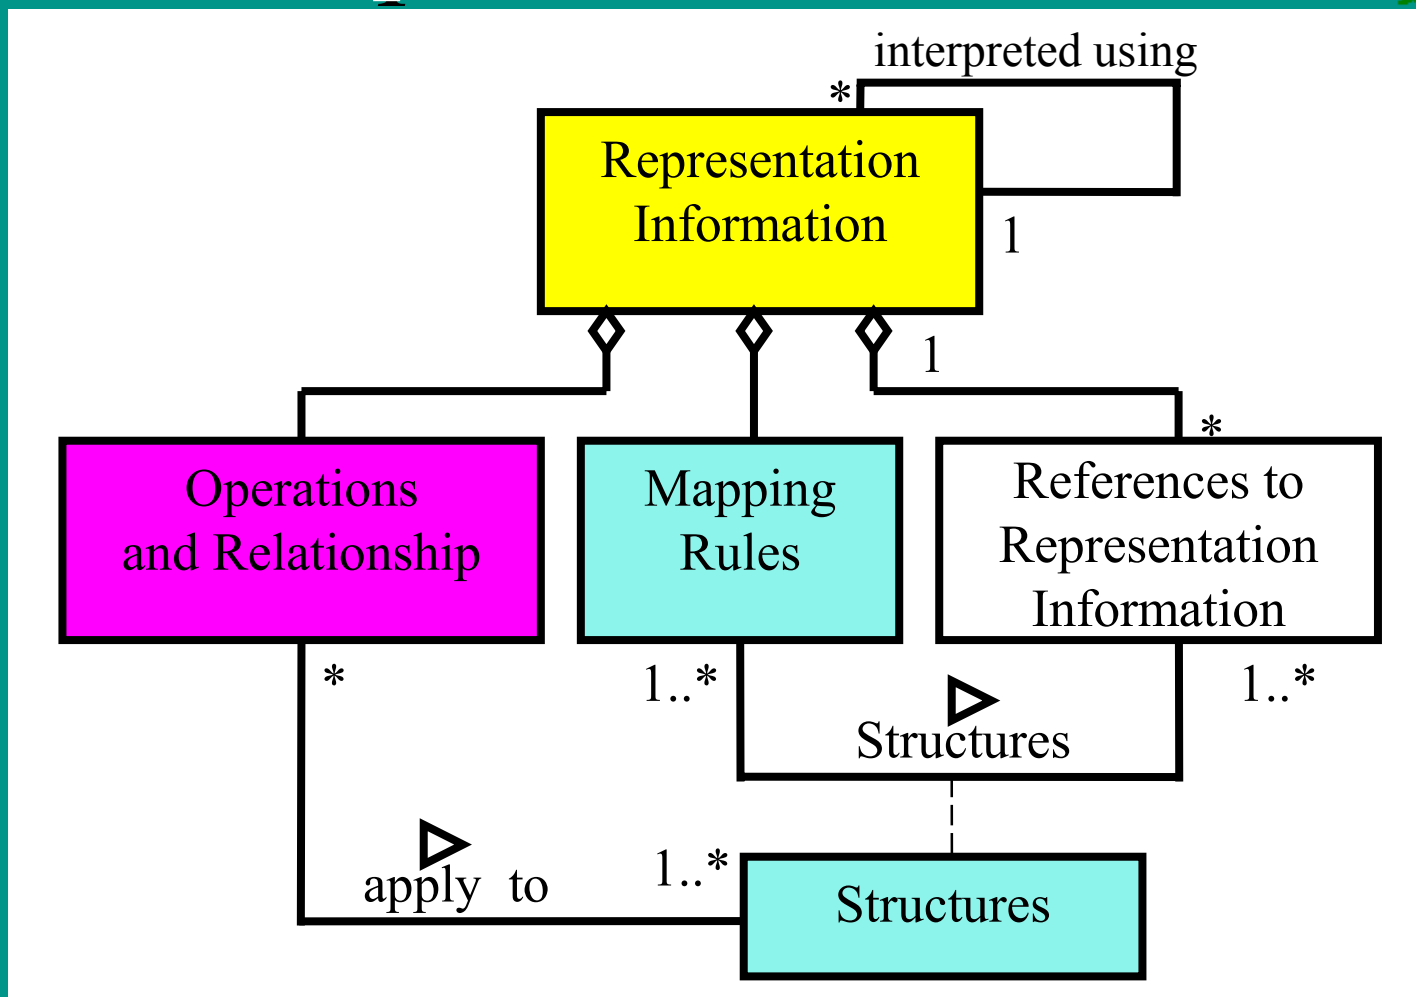 interpreted using
*
Representation
Information
1
1
*
Operations
and Relationship
Mapping
Rules
References to
Representation
Information
*
1..*
1..*
Structures
apply to
1..*
Structures